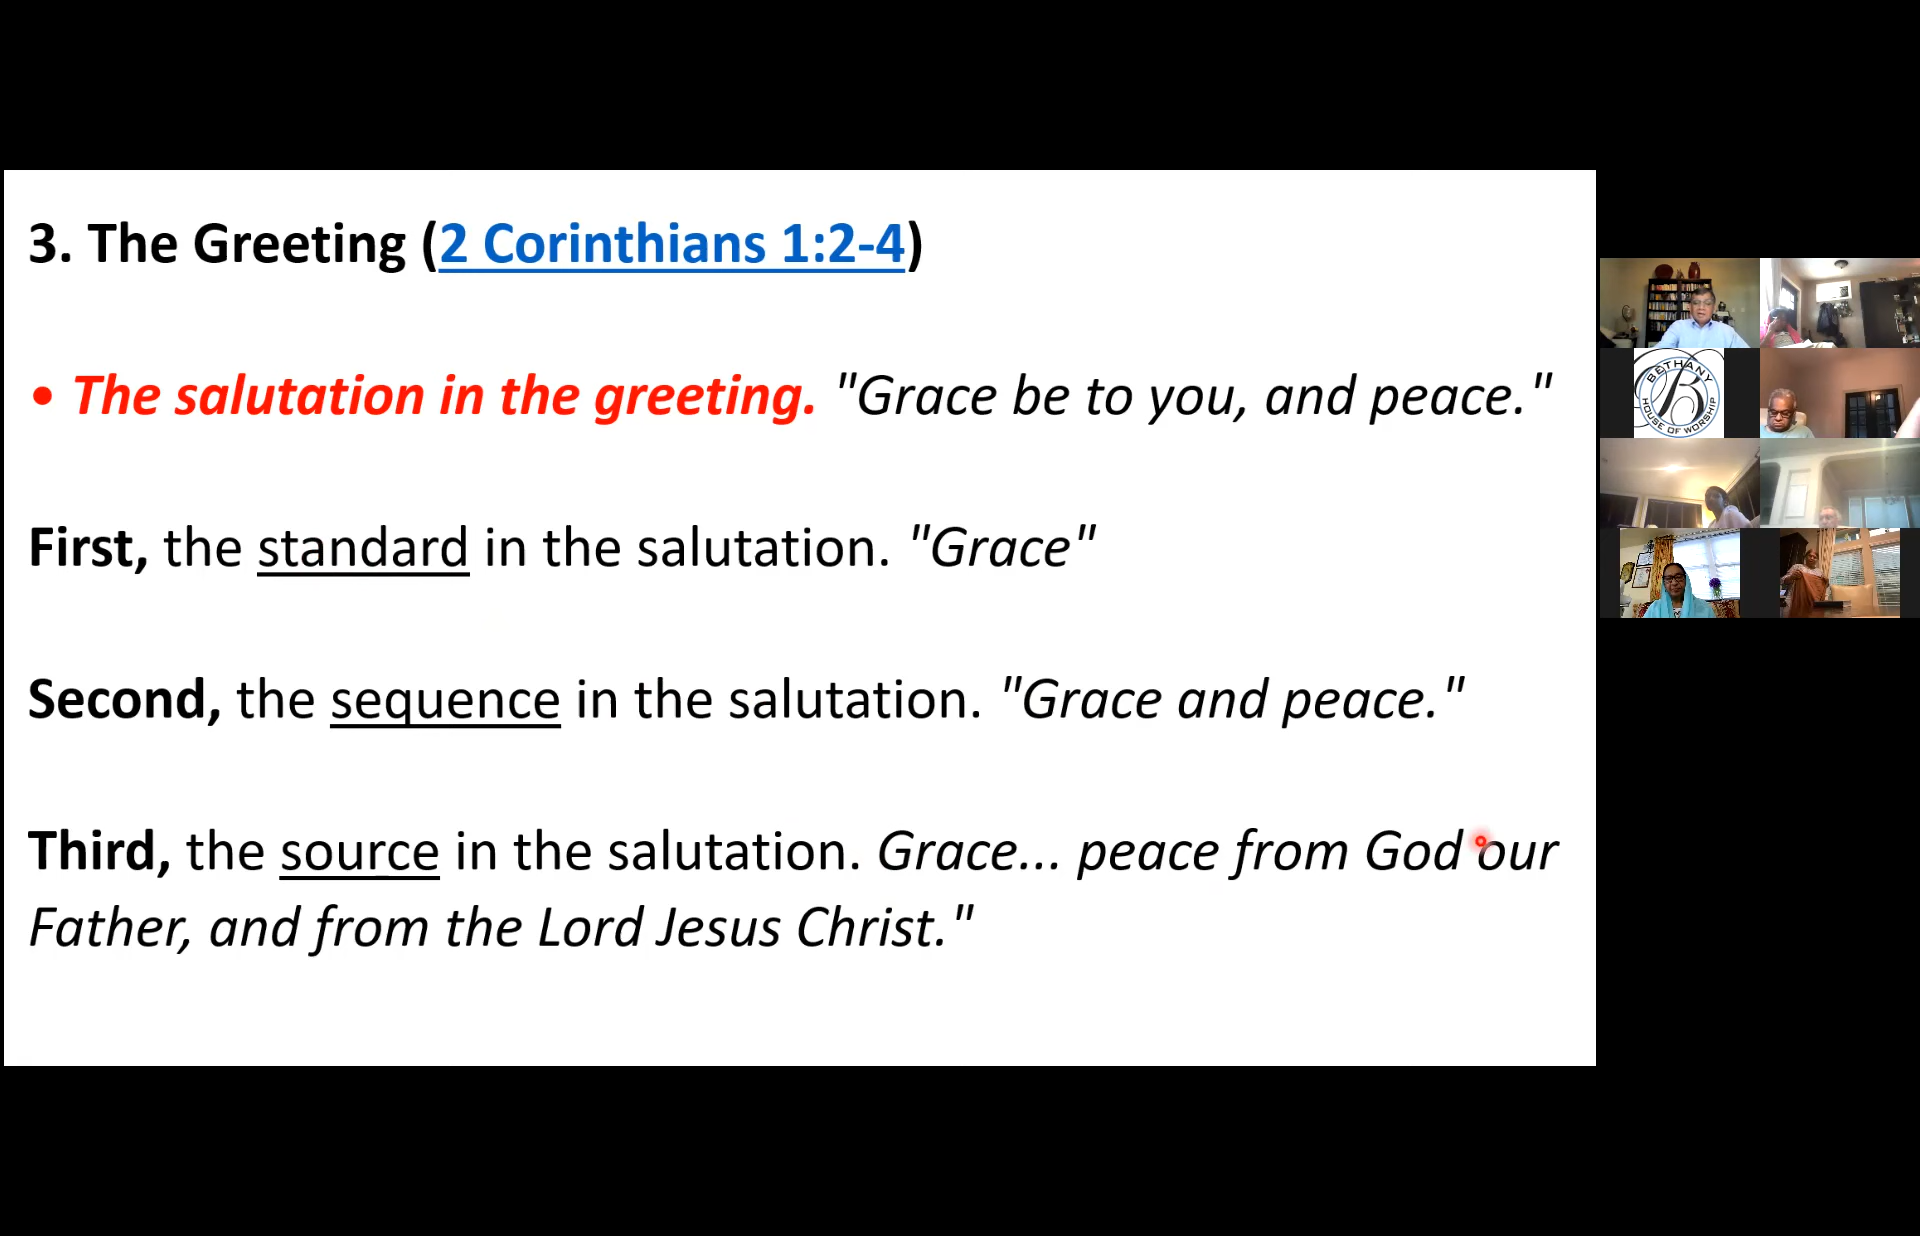 3. The Greeting (2 Corinthians 1:2-4)
• The salutation in the greeting. "Grace be to you, and peace."
First, the standard in the salutation. "Grace"
Second, the sequence in the salutation. "Grace and peace."
Third, the source in the salutation. Grace... peace from God our
Father, and from the Lord Jesus Christ."
BETHANY
B
HOUSE OF WORSHIP